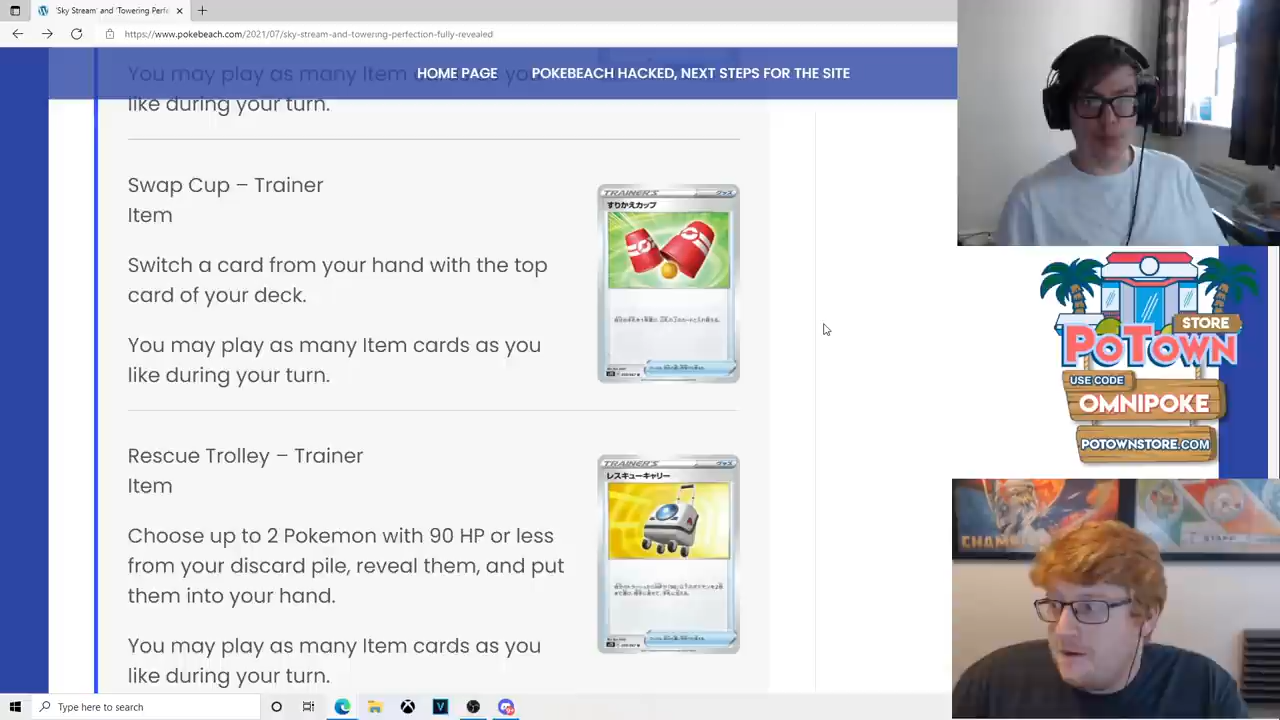 'Sky Stream' and 'Towering Perfe
https://www.pokebeach.com/2021/07/sky-stream-and-towering-perfection-fully-revealed
HOME PAGE
POKEBEACH HACKED, NEXT STEPS FOR THE SITE
You may play as many Item
like during your turn.
Swap Cup – Trainer
Item
Switch a card from your hand with the top
card of your deck.
You may play as many Item cards as you
like during your turn.
TRAINER'S
グッズ
すりかえカップ
Rescue Trolley – Trainer
Item
Choose up to 2 Pokemon with 90 HP or less
from your discard pile, reveal them, and put
them into your hand.
You may play as many Item cards as you
like during your turn.
TRAINER'S
グッズ
レスキューキャリー
STORE
PoTOWN
USE CODE
OMNIPOKE
POTOWNSTORE.COM
CHAMP
Type here to search